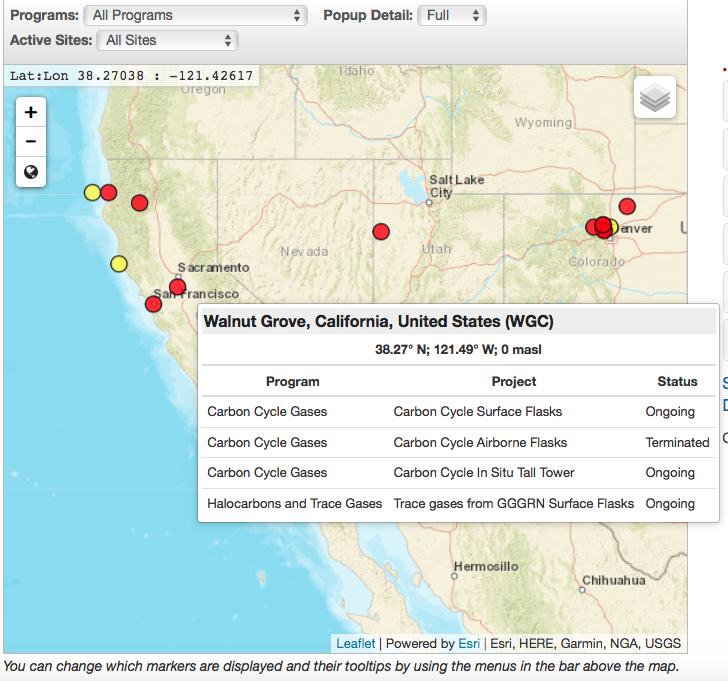 Programs: All Programs Popup Detail: Full
Active Sites: All Sites
Lat:Lon 38.27038 : -121.42617
Idaho
Oregon
+
−
Wyoming
Salt Lake
City
enver
Nevada
Utah
Colorado
Sacramento
San Francisco
Walnut Grove, California, United States (WGC)
38.27° N; 121.49° W; 0 masl
Program Project Status
Carbon Cycle Gases Carbon Cycle Surface Flasks Ongoing
Carbon Cycle Gases Carbon Cycle Airborne Flasks Terminated
Carbon Cycle Gases Carbon Cycle In Situ Tall Tower Ongoing
Halocarbons and Trace Gases Trace gases from GGGRN Surface Flasks Ongoing
Hermosillo
Chihuahua
Leaflet | Powered by Esri | Esri, HERE, Garmin, NGA, USGS
You can change which markers are displayed and their tooltips by using the menus in the bar above the map.